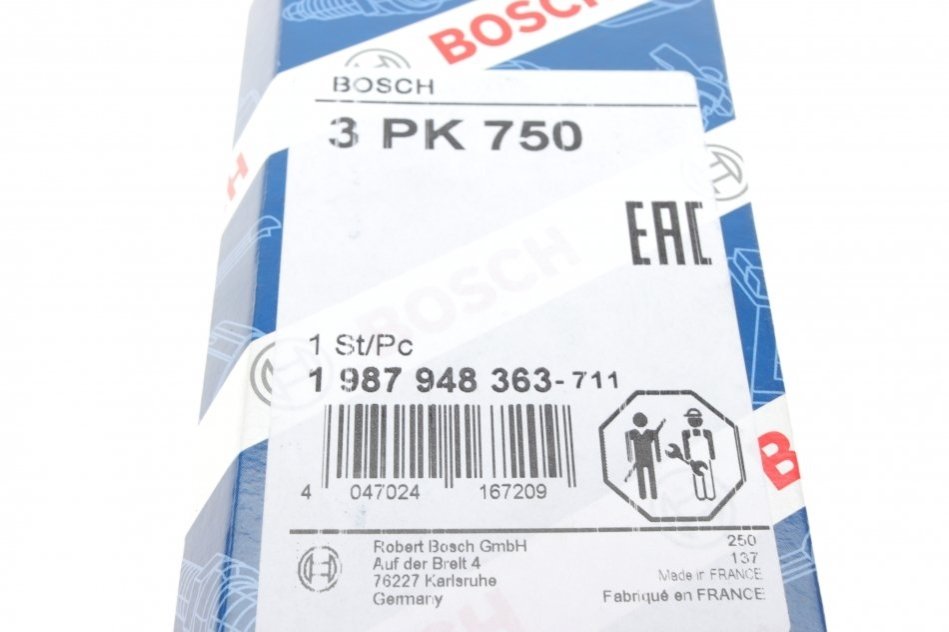 BOSCH
BOSCH
3 PK 750
EAC
BOSCH
1 St/Pc
1 987 948 363-711
4 047024 167209
Robert Bosch GmbH
Auf der Breit 4
76227 Karlsruhe
Germany
250
137
Made in FRANCE
Fabriqué en FRANCE
H
B